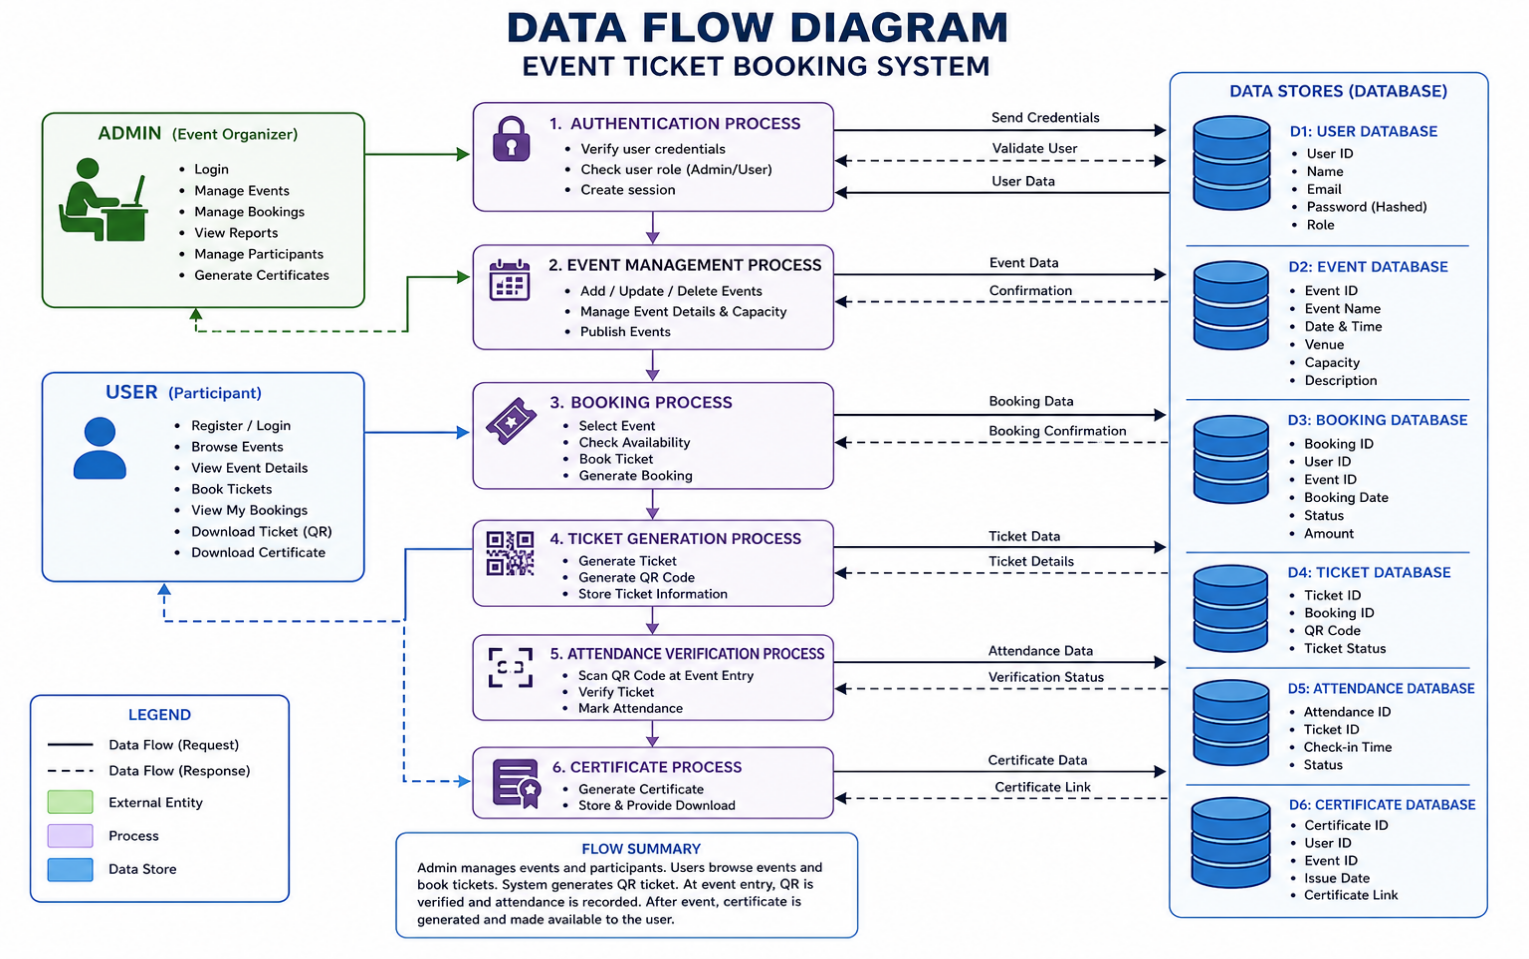 DATA FLOW DIAGRAM
EVENT TICKET BOOKING SYSTEM
ADMIN (Event Organizer)
• Login
• Manage Events
• Manage Bookings
• View Reports
• Manage Participants
• Generate Certificates
USER (Participant)
• Register / Login
• Browse Events
• View Event Details
• Book Tickets
• View My Bookings
• Download Ticket (QR)
• Download Certificate
LEGEND
Data Flow (Request)
Data Flow (Response)
External Entity
Process
Data Store
1. AUTHENTICATION PROCESS
• Verify user credentials
• Check user role (Admin/User)
• Create session
2. EVENT MANAGEMENT PROCESS
• Add / Update / Delete Events
• Manage Event Details & Capacity
• Publish Events
3. BOOKING PROCESS
• Select Event
• Check Availability
• Book Ticket
• Generate Booking
4. TICKET GENERATION PROCESS
• Generate Ticket
• Generate QR Code
• Store Ticket Information
5. ATTENDANCE VERIFICATION PROCESS
• Scan QR Code at Event Entry
• Verify Ticket
• Mark Attendance
6. CERTIFICATE PROCESS
• Generate Certificate
• Store & Provide Download
FLOW SUMMARY
Admin manages events and participants. Users browse events and
book tickets. System generates QR ticket. At event entry, QR is
verified and attendance is recorded. After event, certificate is
generated and made available to the user.
Send Credentials
Validate User
User Data
Event Data
Confirmation
Booking Data
Booking Confirmation
Ticket Data
Ticket Details
Attendance Data
Verification Status
Certificate Data
Certificate Link
DATA STORES (DATABASE)
D1: USER DATABASE
• User ID
• Name
• Email
• Password (Hashed)
• Role
D2: EVENT DATABASE
• Event ID
• Event Name
• Date & Time
• Venue
• Capacity
• Description
D3: BOOKING DATABASE
• Booking ID
• User ID
• Event ID
• Booking Date
• Status
• Amount
D4: TICKET DATABASE
• Ticket ID
• Booking ID
• QR Code
• Ticket Status
D5: ATTENDANCE DATABASE
• Attendance ID
• Ticket ID
• Check-in Time
• Status
D6: CERTIFICATE DATABASE
• Certificate ID
• User ID
• Event ID
• Issue Date
• Certificate Link